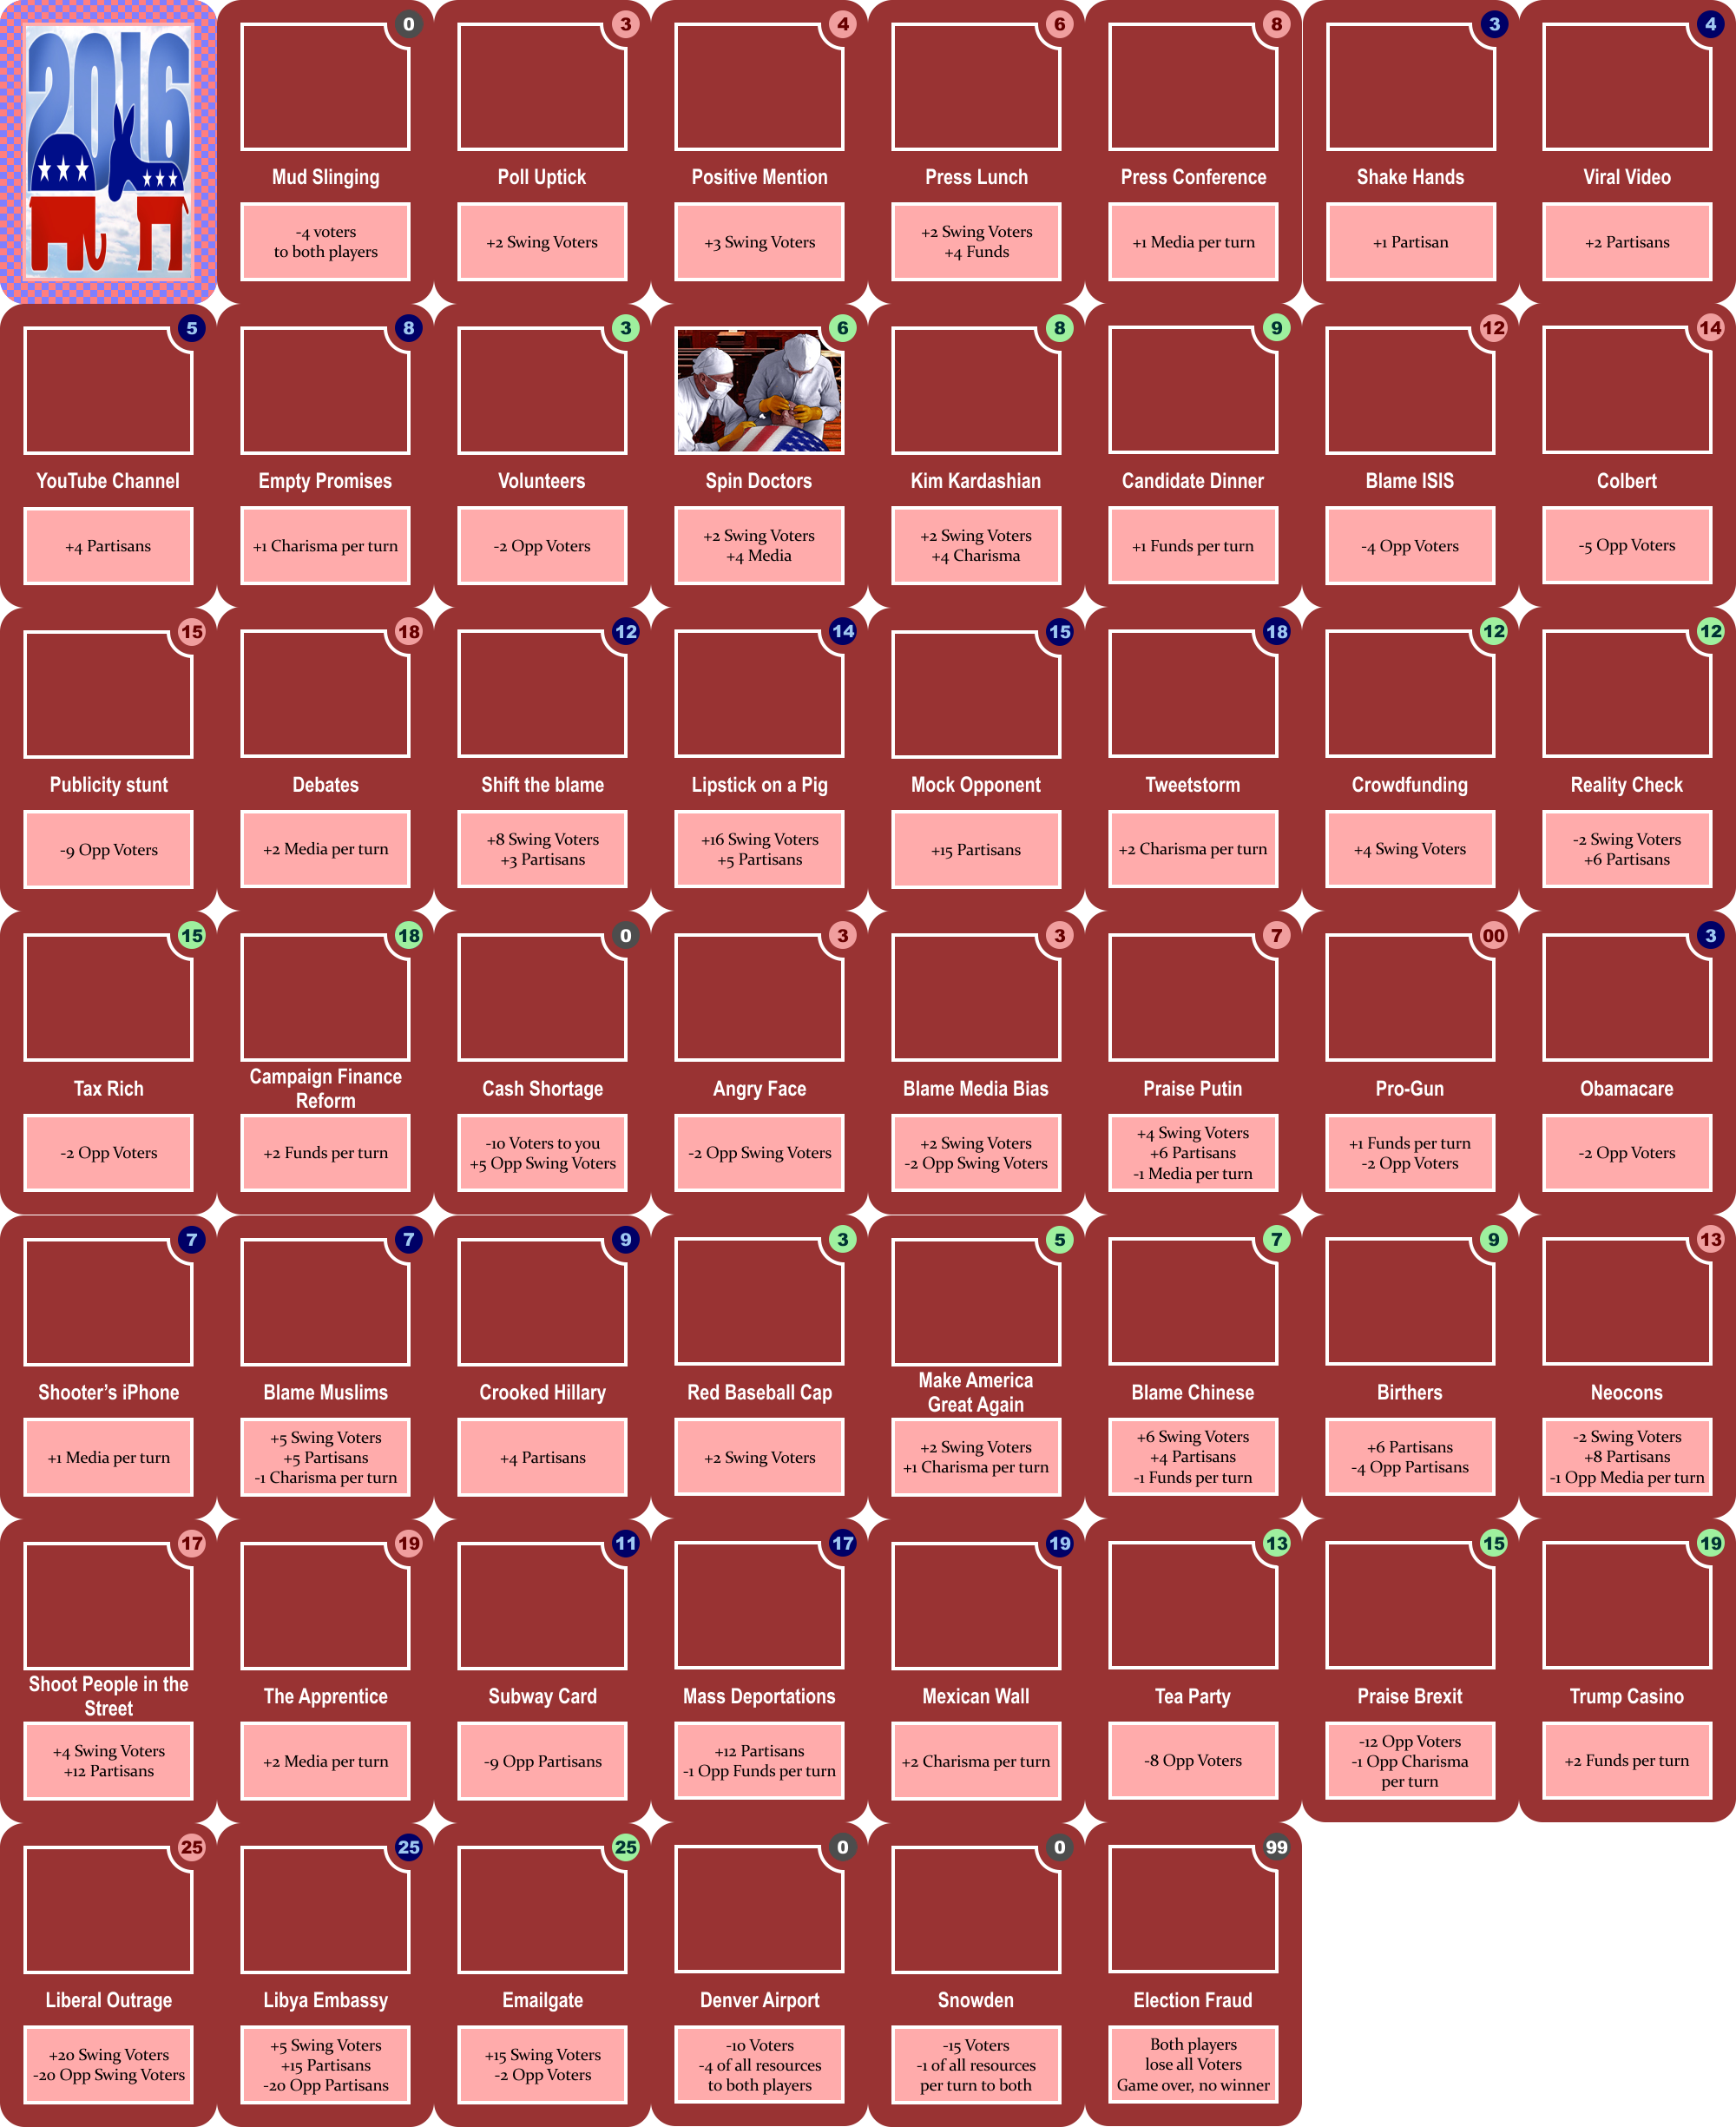 2016
0
Mud Slinging
-4 voters
to both players
3
Poll Uptick
+2 Swing Voters
4
Positive Mention
+3 Swing Voters
6
Press Lunch
+2 Swing Voters
+4 Funds
8
Press Conference
+1 Media per turn
3
Shake Hands
+1 Partisan
4
Viral Video
+2 Partisans
5
YouTube Channel
+4 Partisans
8
Empty Promises
+1 Charisma per turn
3
Volunteers
-2 Opp Voters
6
Spin Doctors
+2 Swing Voters
+4 Media
8
Kim Kardashian
+2 Swing Voters
+4 Charisma
9
Candidate Dinner
+1 Funds per turn
12
Blame ISIS
-4 Opp Voters
14
Colbert
-5 Opp Voters
15
Publicity stunt
-9 Opp Voters
18
Debates
+2 Media per turn
12
Shift the blame
+8 Swing Voters
+3 Partisans
14
Lipstick on a Pig
+16 Swing Voters
+5 Partisans
15
Mock Opponent
+15 Partisans
18
Tweetstorm
+2 Charisma per turn
12
Crowdfunding
+4 Swing Voters
12
Reality Check
-2 Swing Voters
+6 Partisans
15
Tax Rich
-2 Opp Voters
18
Campaign Finance
Reform
+2 Funds per turn
0
Cash Shortage
-10 Voters to you
+5 Opp Swing Voters
3
Angry Face
-2 Opp Swing Voters
3
Blame Media Bias
+2 Swing Voters
-2 Opp Swing Voters
7
Praise Putin
+4 Swing Voters
+6 Partisans
-1 Media per turn
00
Pro-Gun
+1 Funds per turn
-2 Opp Voters
3
Obamacare
-2 Opp Voters
7
Shooter's iPhone
+1 Media per turn
7
Blame Muslims
+5 Swing Voters
+5 Partisans
-1 Charisma per turn
9
Crooked Hillary
+4 Partisans
3
Red Baseball Cap
+2 Swing Voters
5
Make America
Great Again
+2 Swing Voters
+1 Charisma per turn
7
Blame Chinese
+6 Swing Voters
+4 Partisans
-1 Funds per turn
9
Birthers
+6 Partisans
-4 Opp Partisans
13
Neocons
-2 Swing Voters
+8 Partisans
-1 Opp Media per turn
17
Shoot People in the
Street
+4 Swing Voters
+12 Partisans
19
The Apprentice
+2 Media per turn
11
Subway Card
-9 Opp Partisans
17
Mass Deportations
+12 Partisans
-1 Opp Funds per turn
19
Mexican Wall
+2 Charisma per turn
13
Tea Party
-8 Opp Voters
15
Praise Brexit
-12 Opp Voters
-1 Opp Charisma
per turn
19
Trump Casino
+2 Funds per turn
25
Liberal Outrage
+20 Swing Voters
-20 Opp Swing Voters
25
Libya Embassy
+5 Swing Voters
+15 Partisans
-20 Opp Partisans
25
Emailgate
+15 Swing Voters
-2 Opp Voters
0
Denver Airport
-10 Voters
-4 of all resources
to both players
0
Snowden
-15 Voters
-1 of all resources
per turn to both
99
Election Fraud
Both players
lose all Voters
Game over, no winner